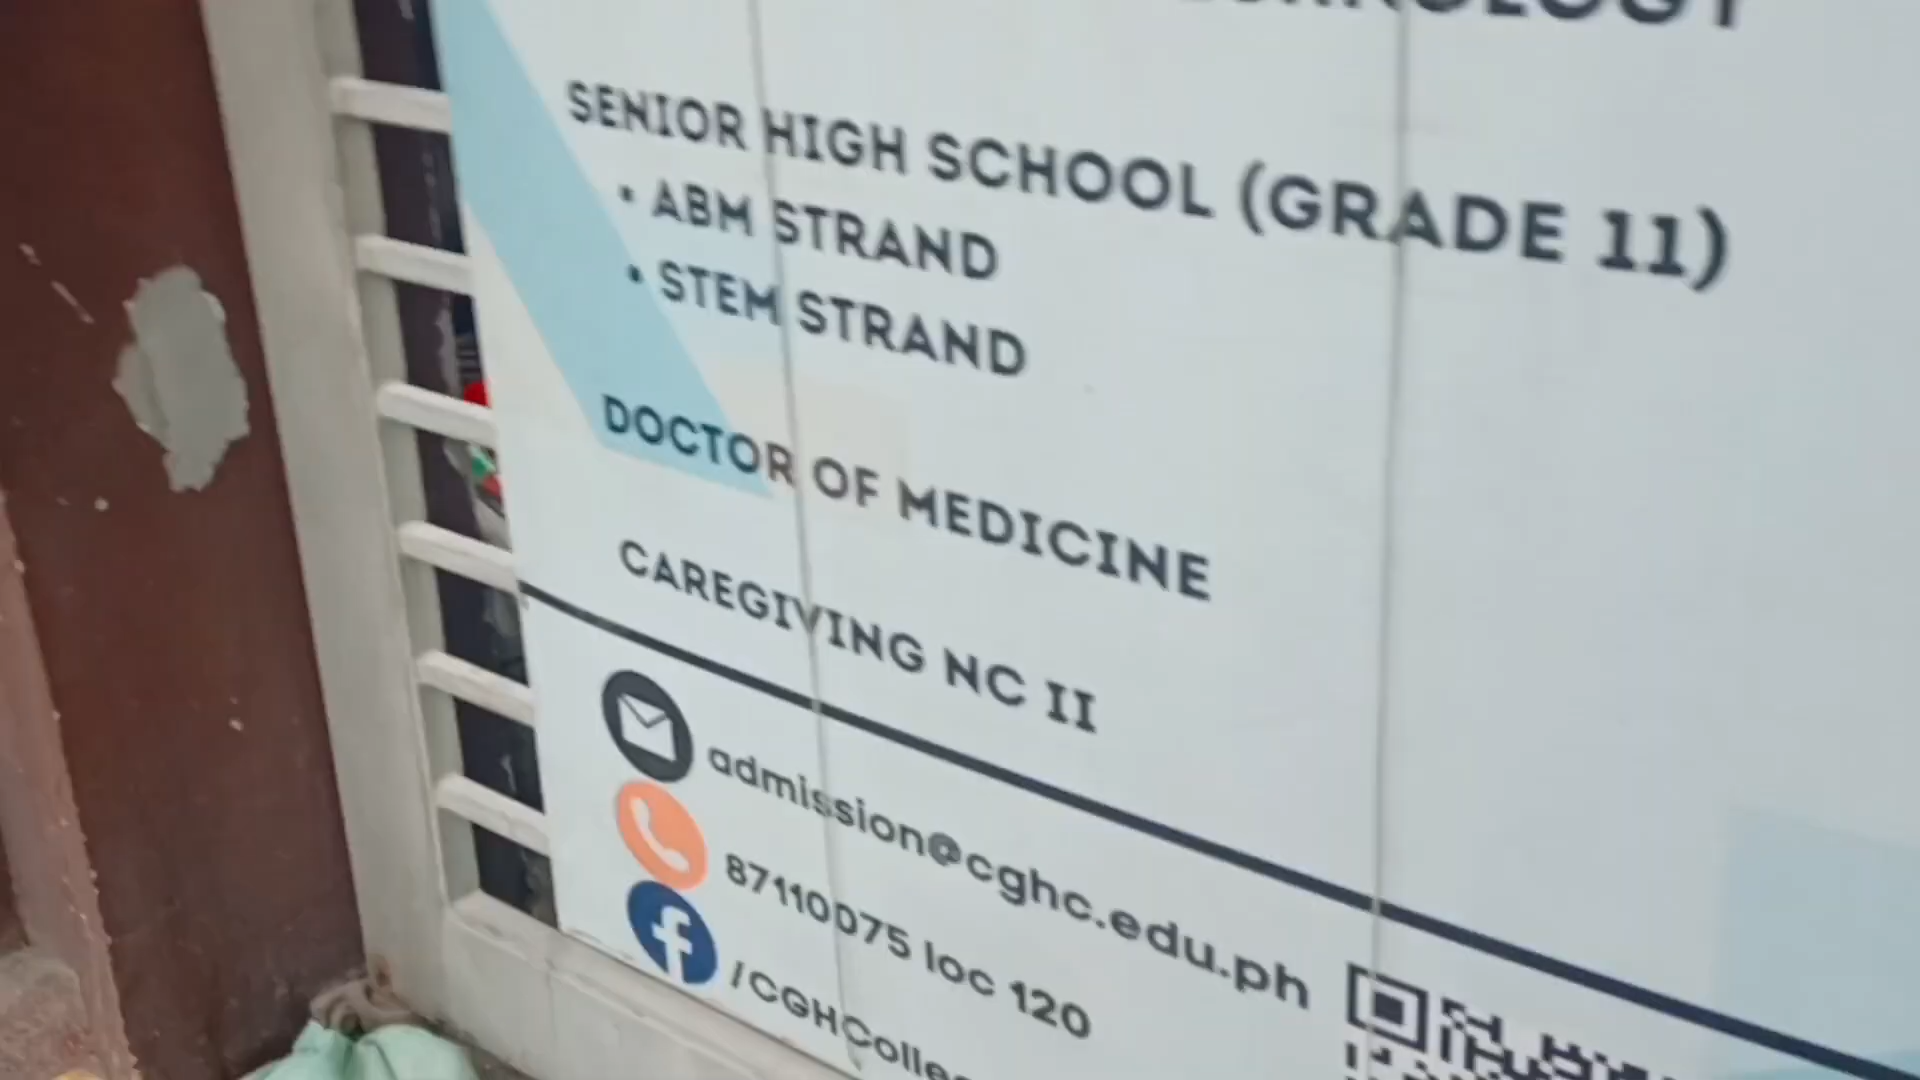 SENIOR HIGH SCHOOL (GRADE 11)
• ABM STRAND
• STEM STRAND
DOCTOR OF MEDICINE
CAREGIVING NC II
admission@cghc.edu.ph
87110075 loc 120
/CGHColle